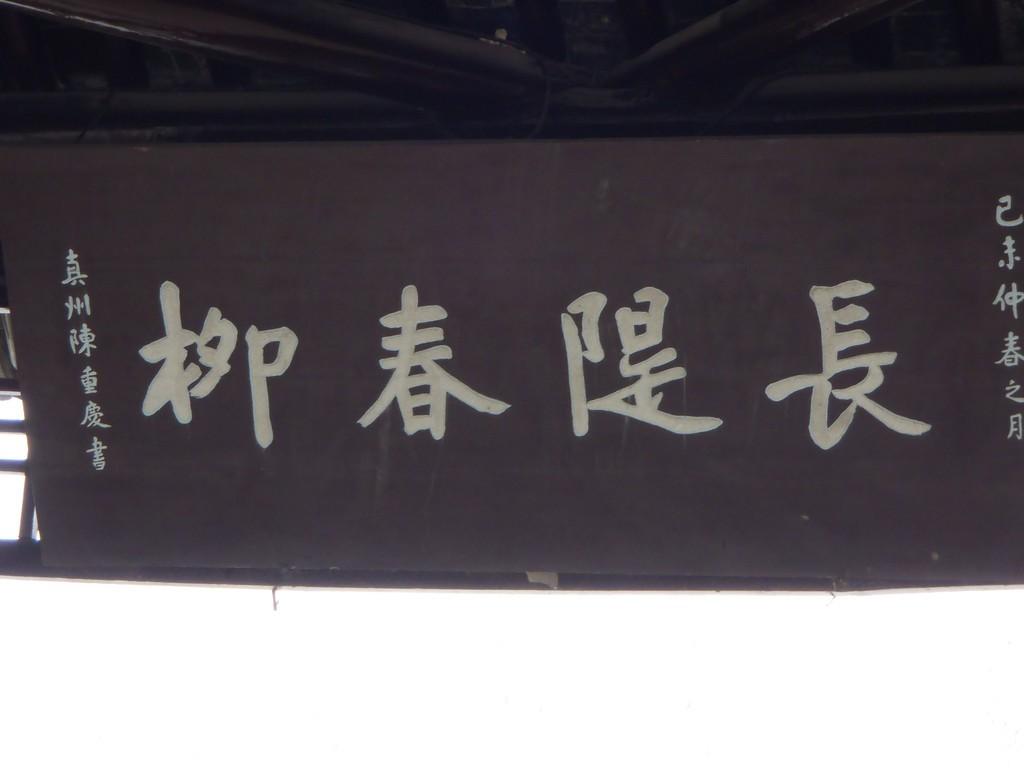 己未仲春之月
長隄春柳
真州陳重慶書